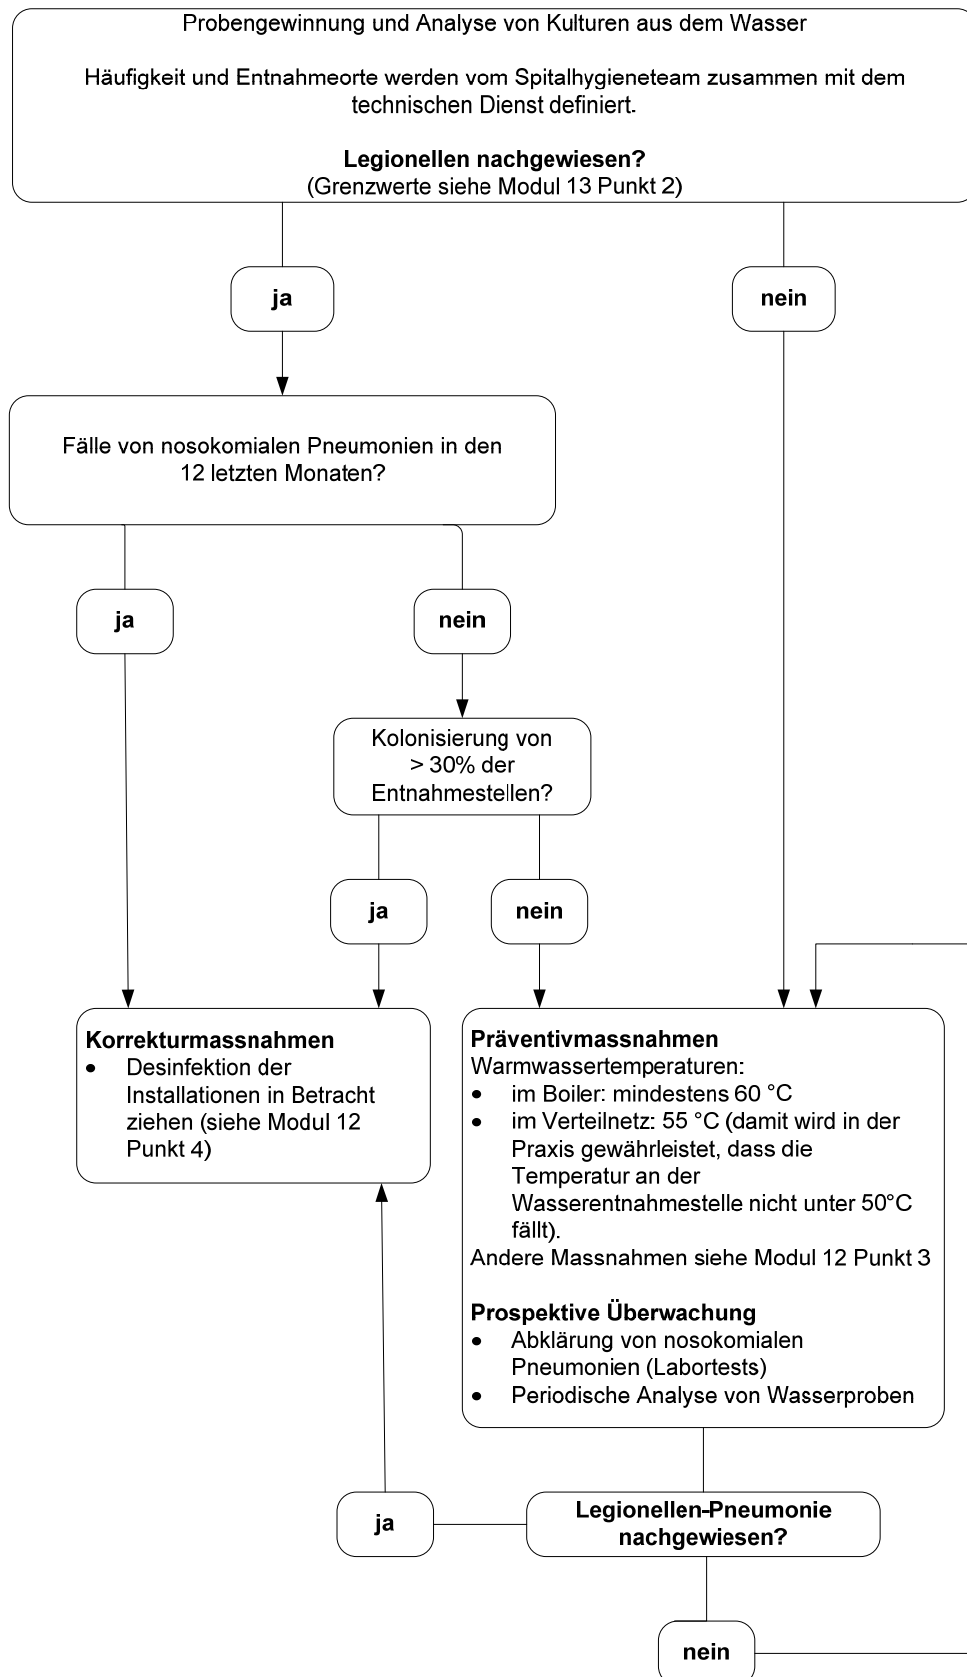 Probengewinnung und Analyse von Kulturen aus dem Wasser
Häufigkeit und Entnahmeorte werden vom Spitalhygieneteam zusammen mit dem
technischen Dienst definiert.
Legionellen nachgewiesen?
(Grenzwerte siehe Modul 13 Punkt 2)
ja
nein
Fälle von nosokomialen Pneumonien in den
12 letzten Monaten?
ja
nein
Kolonisierung von
> 30% der
Entnahmestellen?
ja
nein
Korrekturmassnahmen
• Desinfektion der
Installationen in Betracht
ziehen (siehe Modul 12
Punkt 4)
Präventivmassnahmen
Warmwassertemperaturen:
• im Boiler: mindestens 60 °C
• im Verteilnetz: 55 °C (damit wird in der
Praxis gewährleistet, dass die
Temperatur an der
Wasserentnahmestelle nicht unter 50°C
fällt).
Andere Massnahmen siehe Modul 12 Punkt 3
Prospektive Überwachung
• Abklärung von nosokomialen
Pneumonien (Labortests)
• Periodische Analyse von Wasserproben
Legionellen-Pneumonie
nachgewiesen?
ja
nein